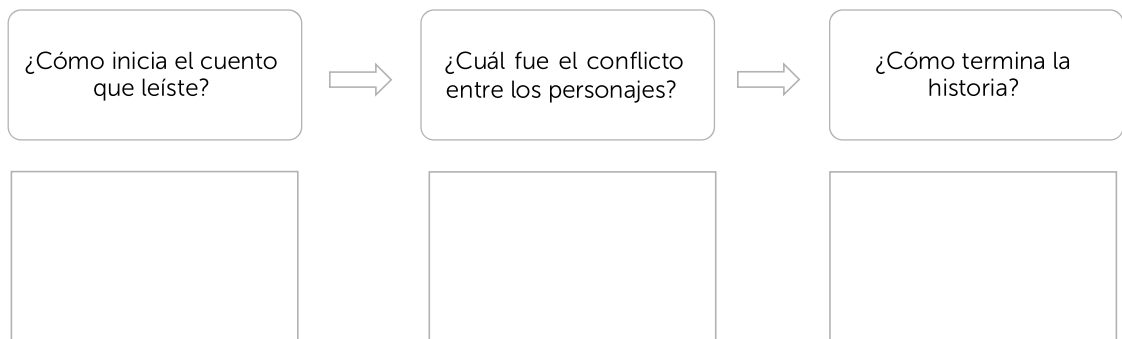 ¿Cómo inicia el cuento
que leíste?
¿Cuál fue el conflicto
entre los personajes?
¿Cómo termina la
historia?